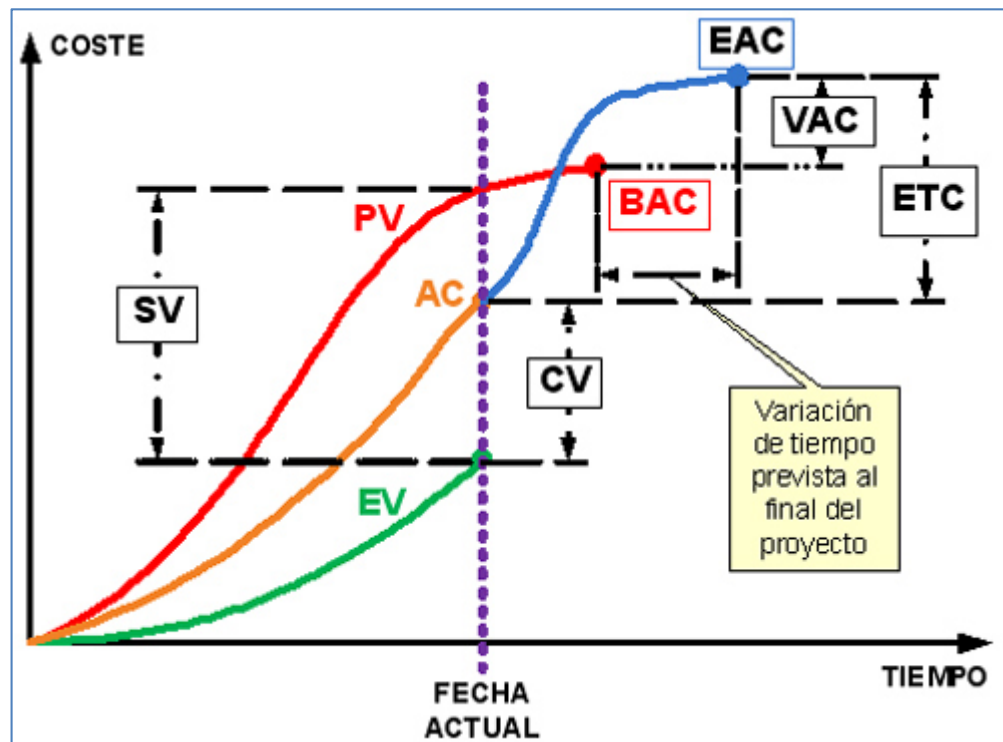 COSTE
EAC
VAC
BAC
ETC
PV
AC
SV
CV
EV
Variación
de tiempo
prevista al
final del
proyecto
TIEMPO
FECHA
ACTUAL